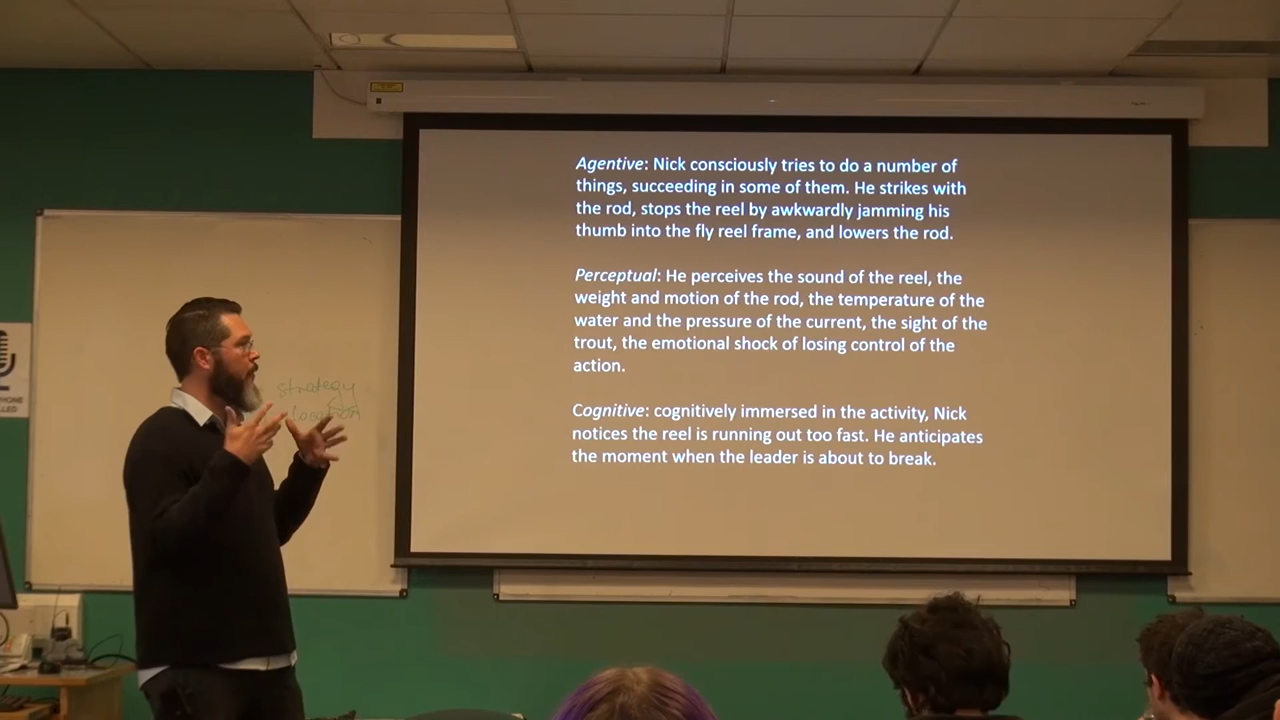 Agentive: Nick consciously tries to do a number of
things, succeeding in some of them. He strikes with
the rod, stops the reel by awkwardly jamming his
thumb into the fly reel frame, and lowers the rod.
Perceptual: He perceives the sound of the reel, the
weight and motion of the rod, the temperature of the
water and the pressure of the current, the sight of the
trout, the emotional shock of losing control of the
action.
Cognitive: cognitively immersed in the activity, Nick
notices the reel is running out too fast. He anticipates
the moment when the leader is about to break.
strategy
location